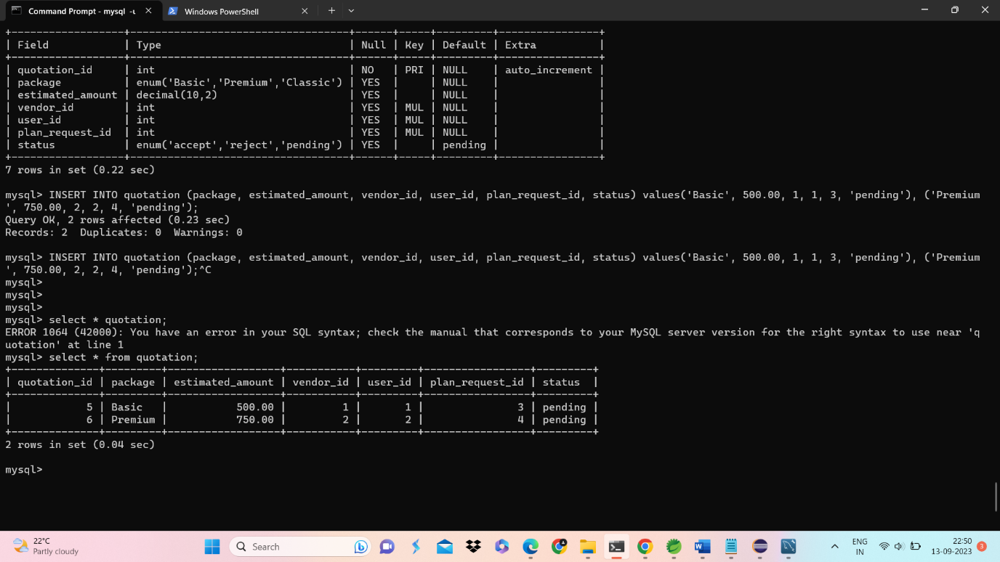 Command Prompt - mysql -u
Windows PowerShell
+------------------+-----------------------------------+------+-----+---------+----------------+
| Field            | Type                              | Null | Key | Default | Extra          |
+------------------+-----------------------------------+------+-----+---------+----------------+
| quotation_id     | int                               | NO   | PRI | NULL    | auto_increment |
| package          | enum('Basic','Premium','Classic') | YES  |     | NULL    |                |
| estimated_amount | decimal(10,2)                     | YES  |     | NULL    |                |
| vendor_id        | int                               | YES  | MUL | NULL    |                |
| user_id          | int                               | YES  | MUL | NULL    |                |
| plan_request_id  | int                               | YES  | MUL | NULL    |                |
| status           | enum('accept','reject','pending') | YES  |     | pending |                |
+------------------+-----------------------------------+------+-----+---------+----------------+
7 rows in set (0.22 sec)
mysql> INSERT INTO quotation (package, estimated_amount, vendor_id, user_id, plan_request_id, status) values('Basic', 500.00, 1, 1, 3, 'pending'), ('Premium
', 750.00, 2, 2, 4, 'pending');
Query OK, 2 rows affected (0.23 sec)
Records: 2  Duplicates: 0  Warnings: 0
mysql> INSERT INTO quotation (package, estimated_amount, vendor_id, user_id, plan_request_id, status) values('Basic', 500.00, 1, 1, 3, 'pending'), ('Premium
', 750.00, 2, 2, 4, 'pending');^C
mysql>
mysql>
mysql>
mysql> select * quotation;
ERROR 1064 (42000): You have an error in your SQL syntax; check the manual that corresponds to your MySQL server version for the right syntax to use near 'q
uotation' at line 1
mysql> select * from quotation;
+--------------+---------+------------------+-----------+---------+-----------------+---------+
| quotation_id | package | estimated_amount | vendor_id | user_id | plan_request_id | status  |
+--------------+---------+------------------+-----------+---------+-----------------+---------+
|            5 | Basic   |           500.00 |         1 |       1 |               3 | pending |
|            6 | Premium |           750.00 |         2 |       2 |               4 | pending |
+--------------+---------+------------------+-----------+---------+-----------------+---------+
2 rows in set (0.04 sec)
mysql>
22°C
Partly cloudy
Search
ENG
IN
22:50
13-09-2023
3